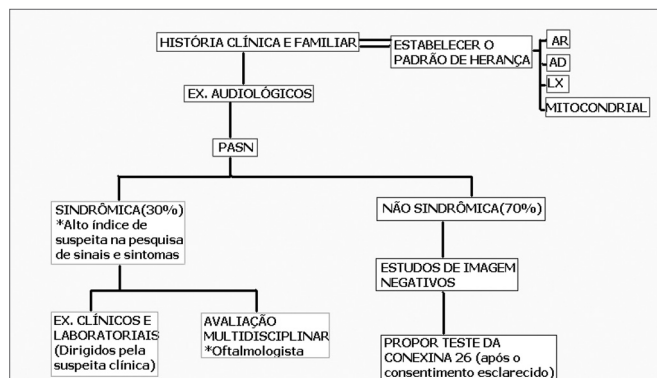 HISTÓRIA CLÍNICA E FAMILIAR
ESTABELECER O
PADRÃO DE HERANÇA
AR
AD
LX
MITOCONDRIAL
EX. AUDIOLÓGICOS
PASN
SINDRÔMICA(30%)
*Alto índice de
suspeita na pesquisa
de sinais e sintomas
NÃO SINDRÔMICA(70%)
ESTUDOS DE IMAGEM
NEGATIVOS
EX. CLÍNICOS E
LABORATORIAIS
(Dirigidos pela
suspeita clínica)
AVALIAÇÃO
MULTIDISCIPLINAR
*Oftalmologista
PROPOR TESTE DA
CONEXINA 26 (após o
consentimento esclarecido)